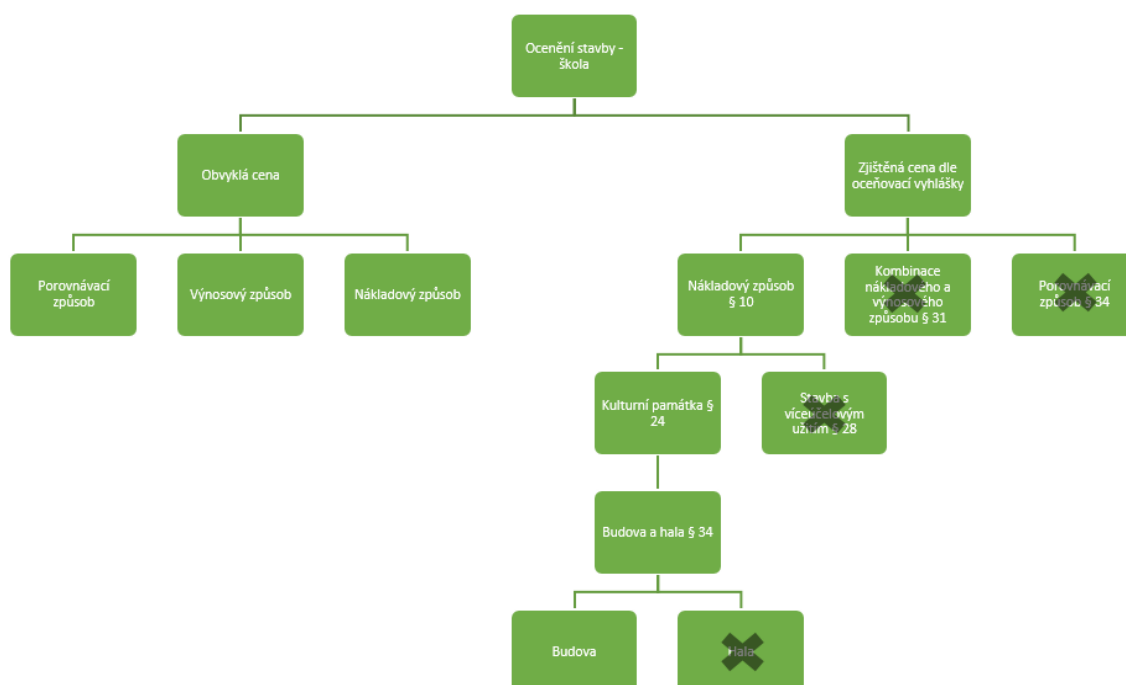 Ocenění stavby -
škola
Obvyklá cena
Zjištěná cena dle
oceňovací vyhlášky
Porovnávací
způsob
Výnosový způsob
Nákladový způsob
Nákladový způsob
§ 10
Kombinace
nákladového a
výnosového
způsobu § 31
Porovnávací
způsob § 34
Kulturní památka §
24
Stavba s
víceúčelovým
užitím § 28
Budova a hala § 34
Budova
Hala